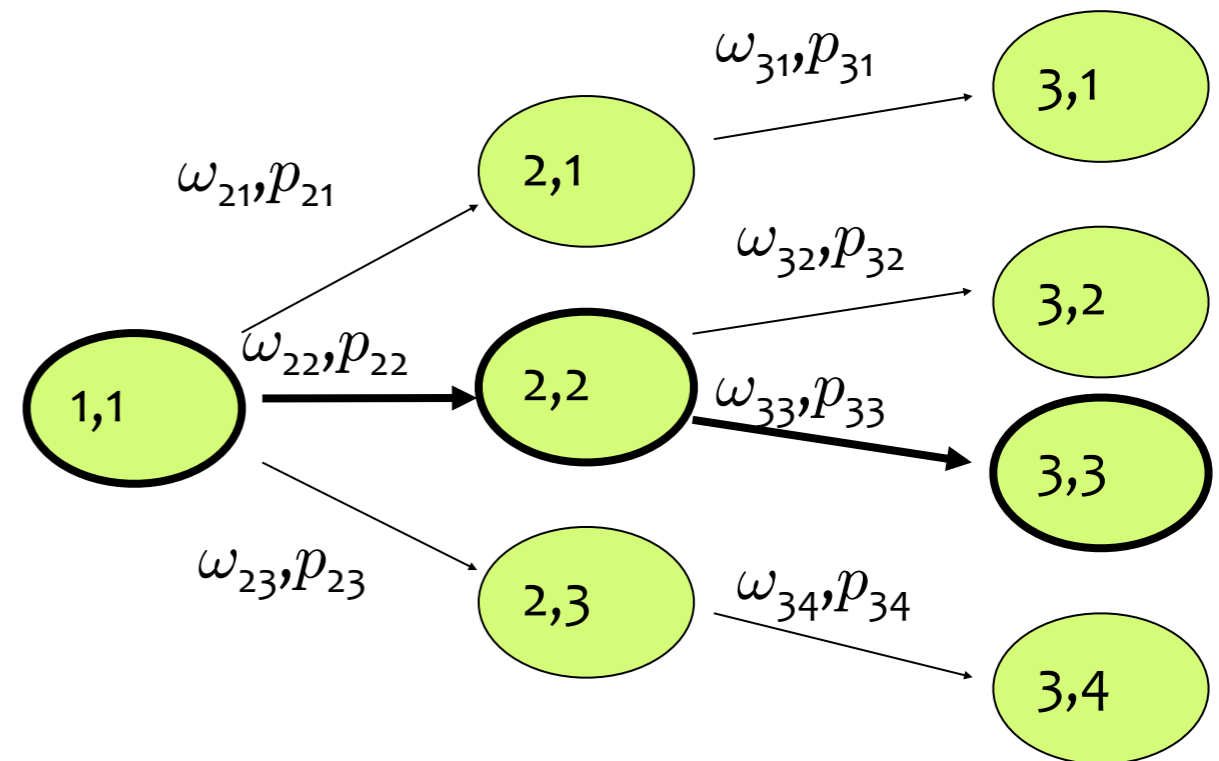 ω₃₁,p₃₁
3,1
2,1
ω₂₁,p₂₁
ω₃₂,p₃₂
3,2
ω₂₂,p₂₂
1,1
2,2
ω₃₃,p₃₃
3,3
ω₂₃,p₂₃
2,3
ω₃₄,p₃₄
3,4